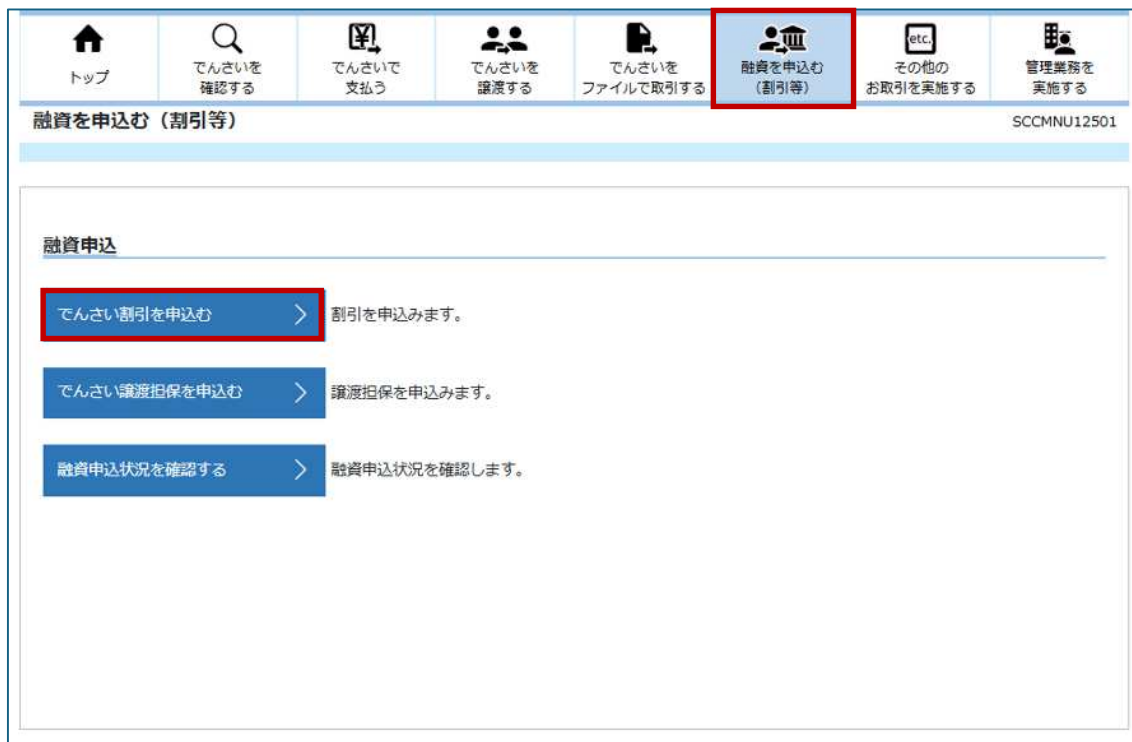 トップ
でんさいを
確認する
でんさいで
支払う
でんさいを
譲渡する
でんさいを
ファイルで取引する
融資を申込む
(割引等)
etc.
その他の
お取引を実施する
管理業務を
実施する
融資を申込む(割引等)
SCCMNU12501
融資申込
でんさい割引を申込む
割引を申込みます。
でんさい譲渡担保を申込む
譲渡担保を申込みます。
融資申込状況を確認する
融資申込状況を確認します。